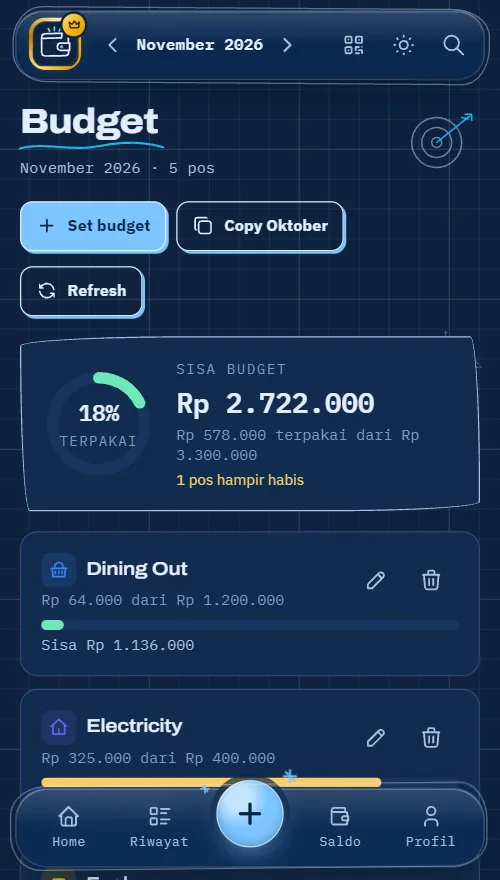 November 2026
Budget
November 2026 · 5 pos
Set budget
Copy Oktober
Refresh
18%
TERPAKAI
SISA BUDGET
Rp 2.722.000
Rp 578.000 terpakai dari Rp
3.300.000
1 pos hampir habis
Dining Out
Rp 64.000 dari Rp 1.200.000
Sisa Rp 1.136.000
Electricity
Rp 325.000 dari Rp 400.000
Home
Riwayat
Saldo
Profil